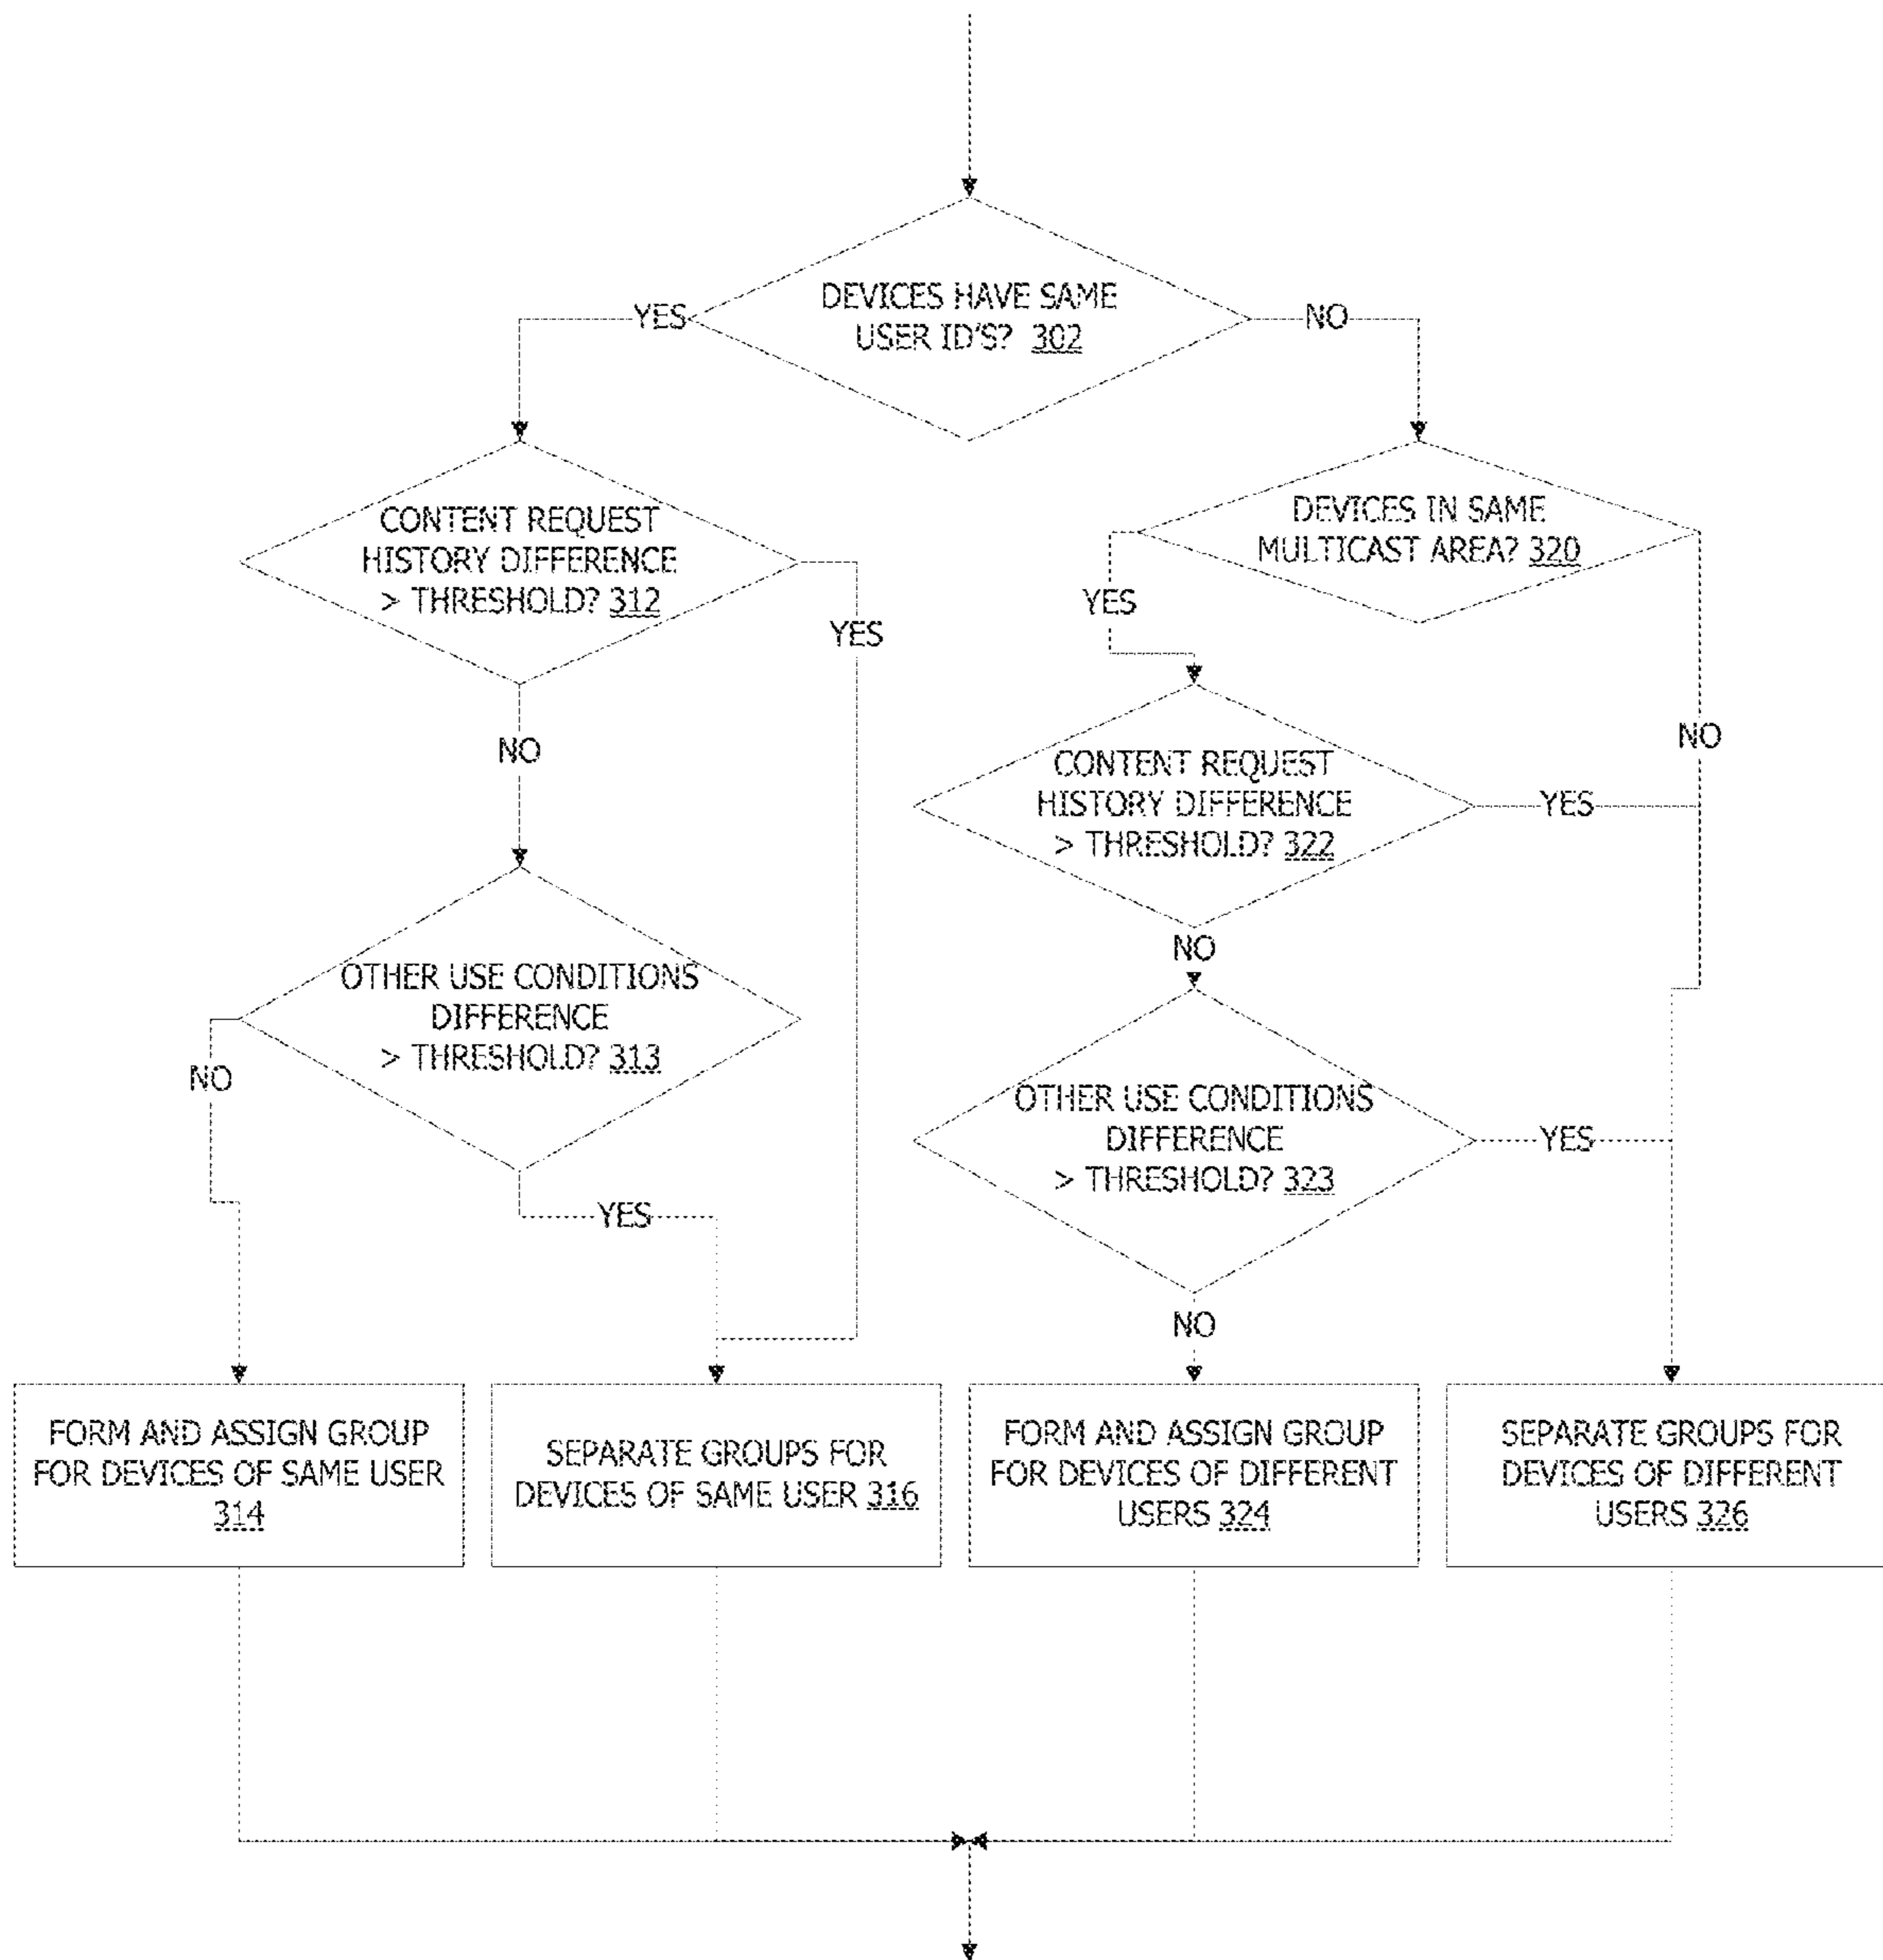 DEVICES HAVE SAME
USER ID'S? 302
YES
NO
CONTENT REQUEST
HISTORY DIFFERENCE
> THRESHOLD? 312
DEVICES IN SAME
MULTICAST AREA? 320
YES
YES
NO
NO
CONTENT REQUEST
HISTORY DIFFERENCE
> THRESHOLD? 322
YES
NO
OTHER USE CONDITIONS
DIFFERENCE
> THRESHOLD? 313
NO
YES
OTHER USE CONDITIONS
DIFFERENCE
> THRESHOLD? 323
YES
NO
FORM AND ASSIGN GROUP
FOR DEVICES OF SAME USER
314
SEPARATE GROUPS FOR
DEVICES OF SAME USER 316
FORM AND ASSIGN GROUP
FOR DEVICES OF DIFFERENT
USERS 324
SEPARATE GROUPS FOR
DEVICES OF DIFFERENT
USERS 326